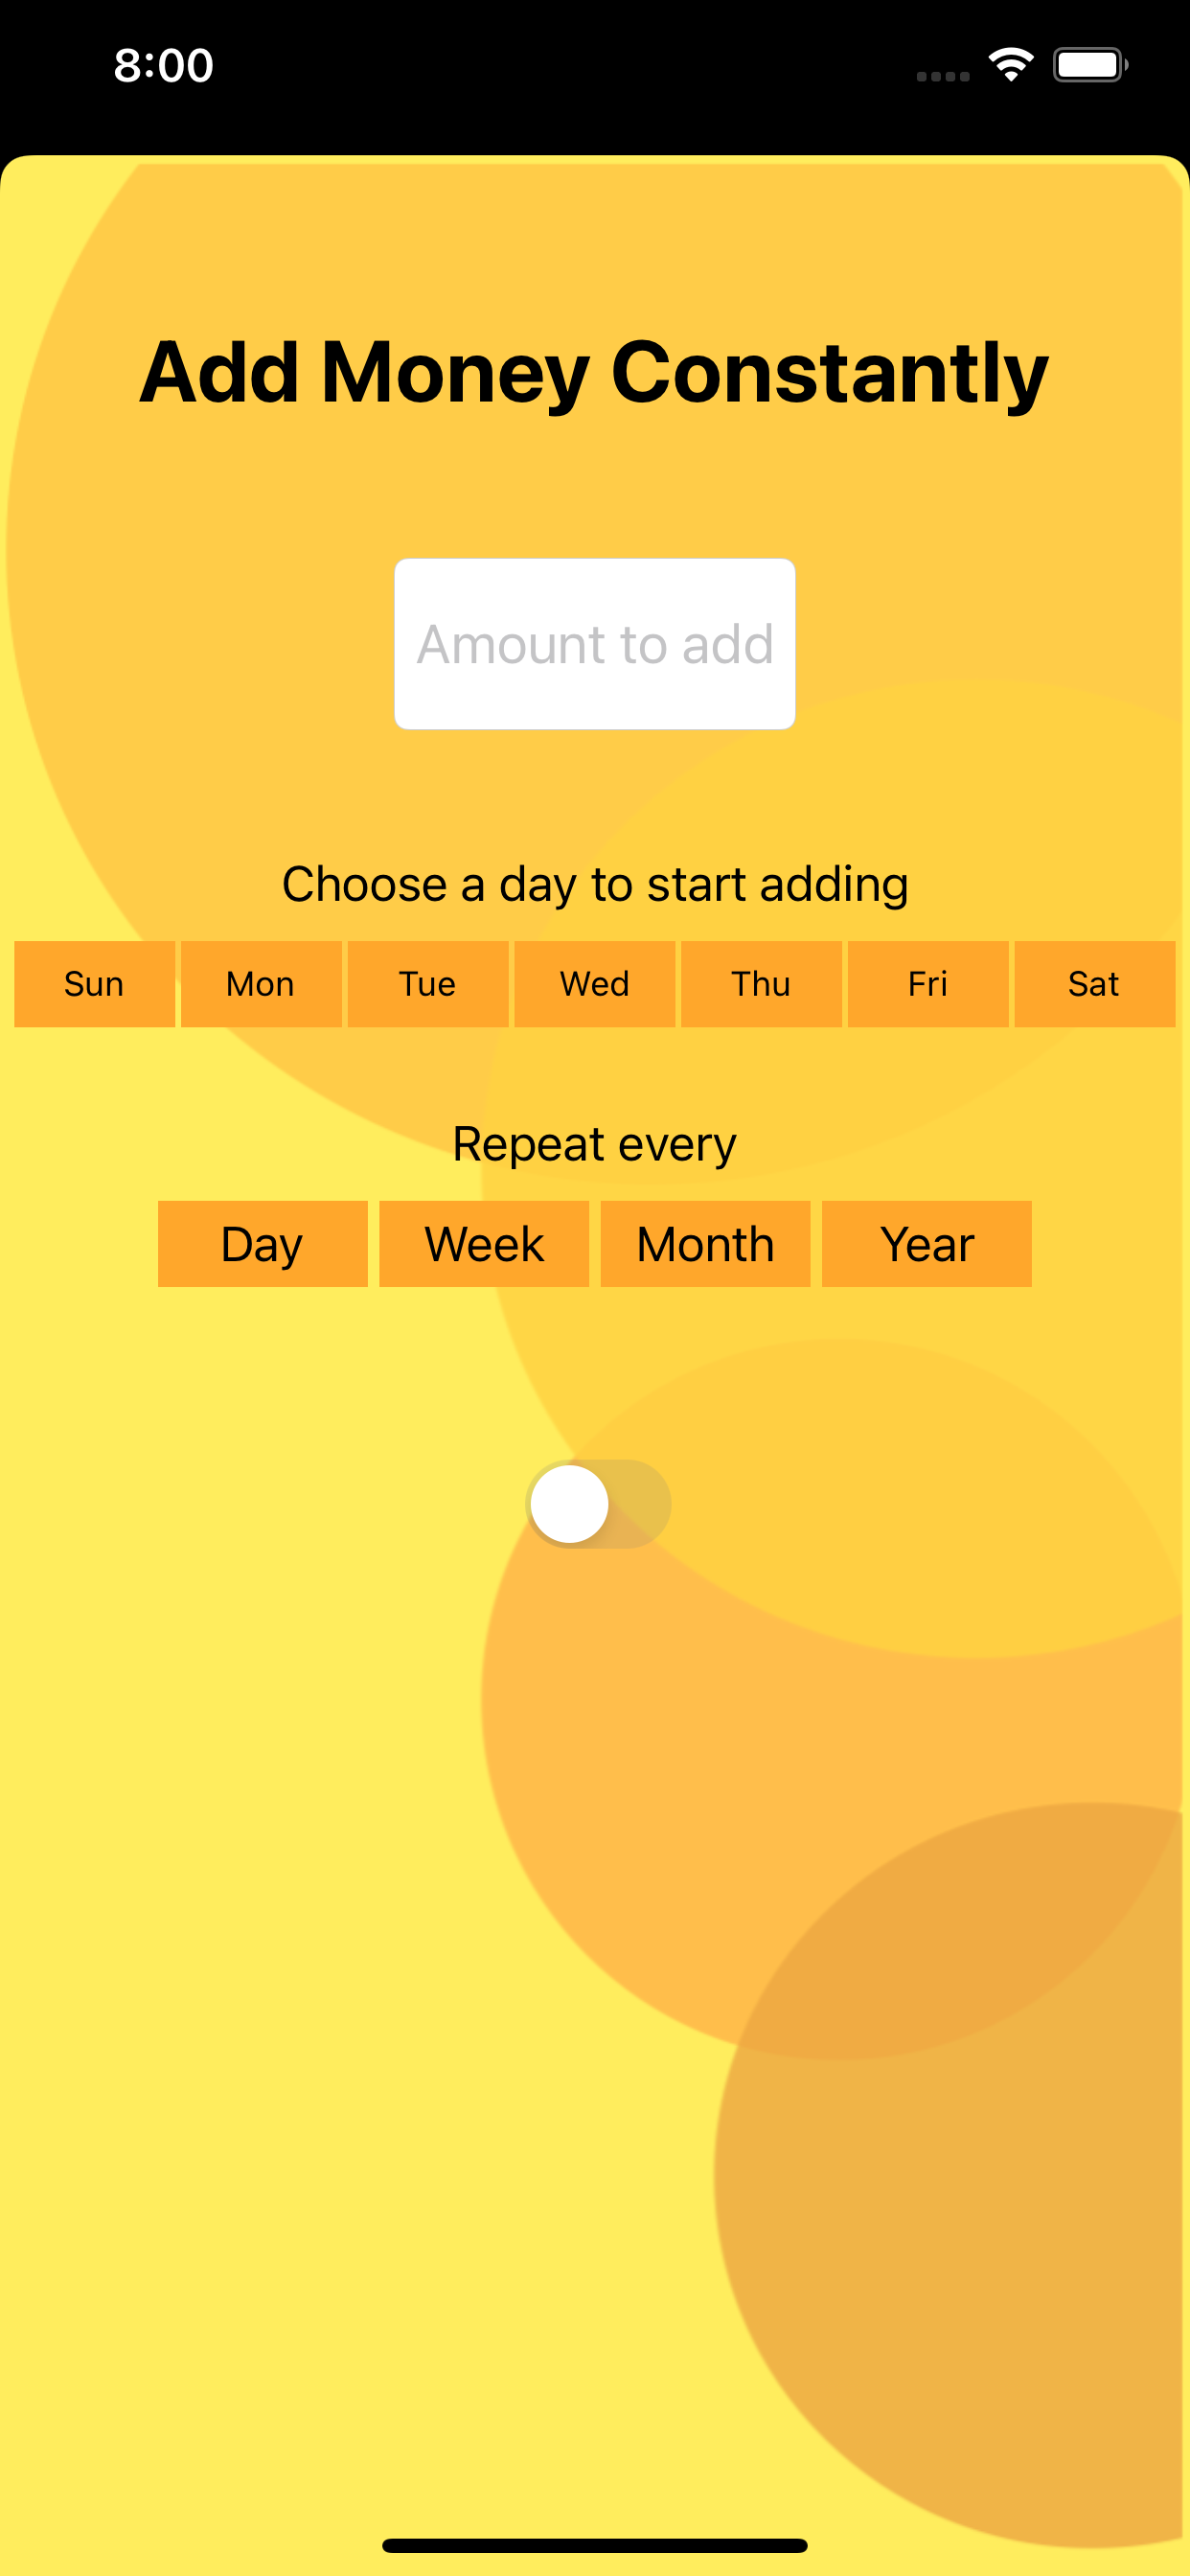 8:00
Add Money Constantly
Amount to add
Choose a day to start adding
Sun Mon Tue Wed Thu Fri Sat
Repeat every
Day Week Month Year